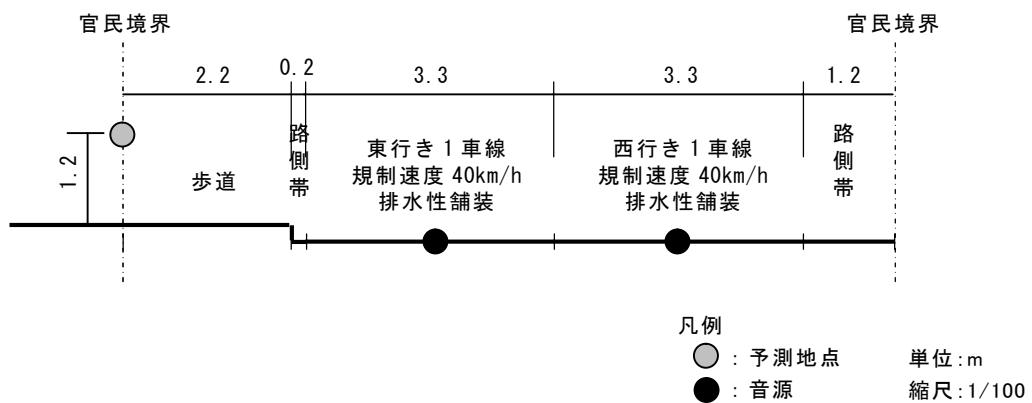 官民境界
官民境界
2.2
0.2
3.3
3.3
1.2
1.2
歩道
路側帯
東行き1車線
規制速度 40km/h
排水性舗装
西行き1車線
規制速度 40km/h
排水性舗装
路側帯
凡例
：予測地点
単位:m
：音源
縮尺:1/100